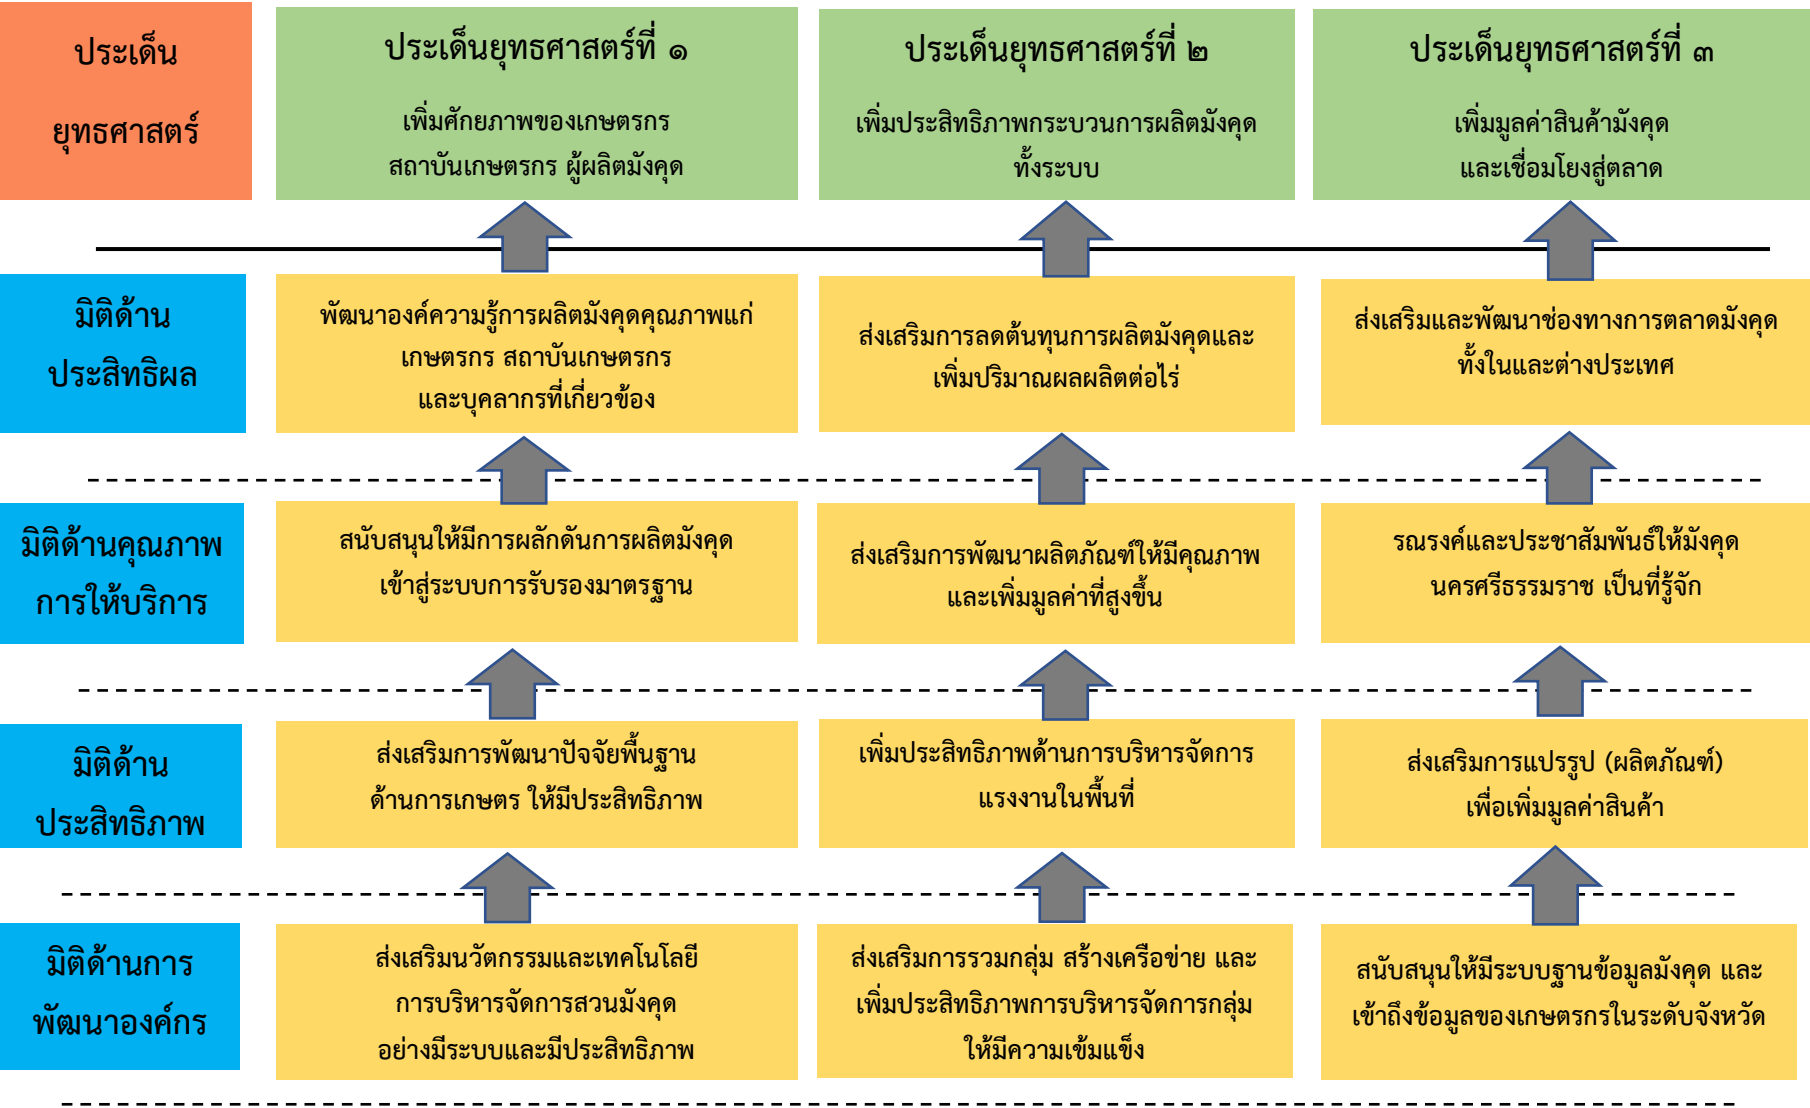 ประเด็น
ยุทธศาสตร์
ประเด็นยุทธศาสตร์ที่ ๑
เพิ่มศักยภาพของเกษตรกร
สถาบันเกษตรกร ผู้ผลิตมังคุด
ประเด็นยุทธศาสตร์ที่ ๒
เพิ่มประสิทธิภาพกระบวนการผลิตมังคุด
ทั้งระบบ
ประเด็นยุทธศาสตร์ที่ ๓
เพิ่มมูลค่าสินค้ามังคุด
และเชื่อมโยงสู่ตลาด
มิติด้าน
ประสิทธิผล
พัฒนาองค์ความรู้การผลิตมังคุดคุณภาพแก่
เกษตรกร สถาบันเกษตรกร
และบุคลากรที่เกี่ยวข้อง
ส่งเสริมการลดต้นทุนการผลิตมังคุดและ
เพิ่มปริมาณผลผลิตต่อไร่
ส่งเสริมและพัฒนาช่องทางการตลาดมังคุด
ทั้งในและต่างประเทศ
มิติด้านคุณภาพ
การให้บริการ
สนับสนุนให้มีการผลักดันการผลิตมังคุด
เข้าสู่ระบบการรับรองมาตรฐาน
ส่งเสริมการพัฒนาผลิตภัณฑ์ให้มีคุณภาพ
และเพิ่มมูลค่าที่สูงขึ้น
รณรงค์และประชาสัมพันธ์ให้มังคุด
นครศรีธรรมราช เป็นที่รู้จัก
มิติด้าน
ประสิทธิภาพ
ส่งเสริมการพัฒนาปัจจัยพื้นฐาน
ด้านการเกษตร ให้มีประสิทธิภาพ
เพิ่มประสิทธิภาพด้านการบริหารจัดการ
แรงงานในพื้นที่
ส่งเสริมการแปรรูป (ผลิตภัณฑ์)
เพื่อเพิ่มมูลค่าสินค้า
มิติด้านการ
พัฒนาองค์กร
ส่งเสริมนวัตกรรมและเทคโนโลยี
การบริหารจัดการสวนมังคุด
อย่างมีระบบและมีประสิทธิภาพ
ส่งเสริมการรวมกลุ่ม สร้างเครือข่าย และ
เพิ่มประสิทธิภาพการบริหารจัดการกลุ่ม
ให้มีความเข้มแข็ง
สนับสนุนให้มีระบบฐานข้อมูลมังคุด และ
เข้าถึงข้อมูลของเกษตรกรในระดับจังหวัด